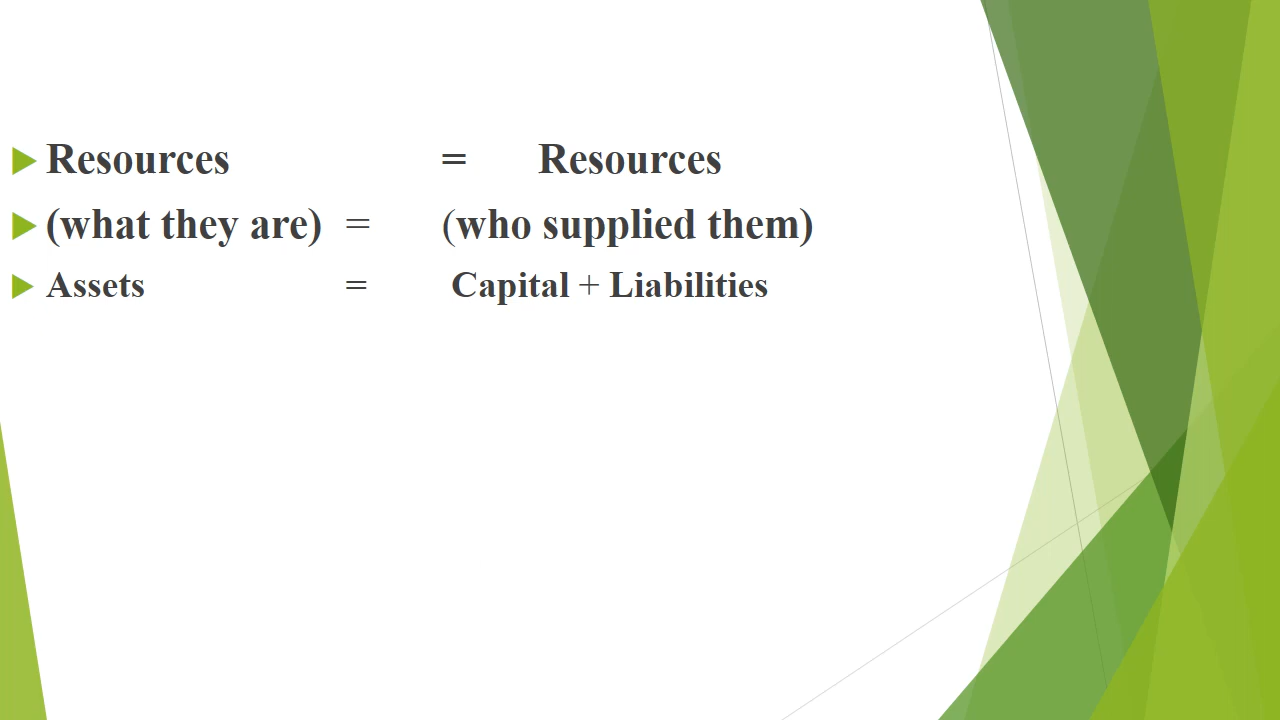 Resources = Resources
(what they are) = (who supplied them)
Assets = Capital + Liabilities